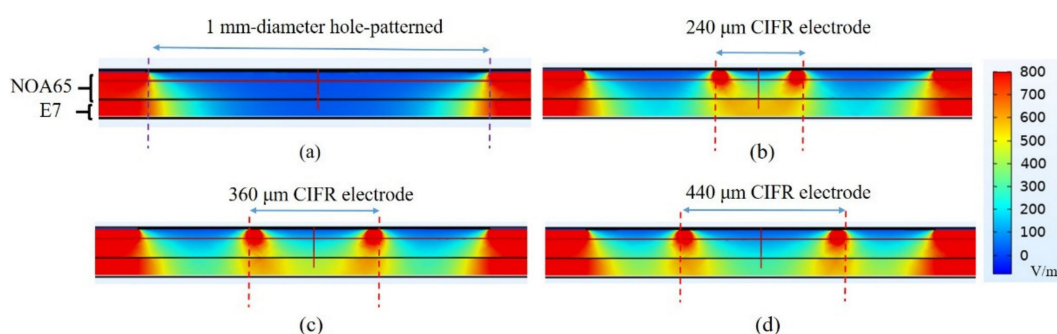 1 mm-diameter hole-patterned
240 μm CIFR electrode
NOA65
E7
(a)
(b)
360 μm CIFR electrode
440 μm CIFR electrode
(c)
(d)
800
700
600
500
400
300
200
100
0
V/m